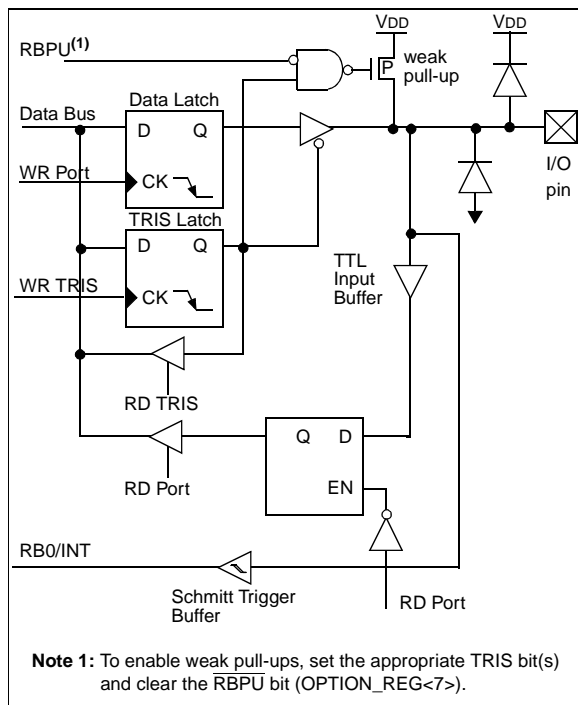 VDD
VDD
RBPU(1)
P
weak
pull-up
Data Bus
Data Latch
D Q
WR Port
CK
I/O
pin
TRIS Latch
D Q
TTL
Input
Buffer
WR TRIS
CK
RD TRIS
Q D
RD Port
EN
RB0/INT
Schmitt Trigger
Buffer
RD Port
Note 1: To enable weak pull-ups, set the appropriate TRIS bit(s)
and clear the R̅B̅P̅U̅ bit (OPTION_REG<7>).